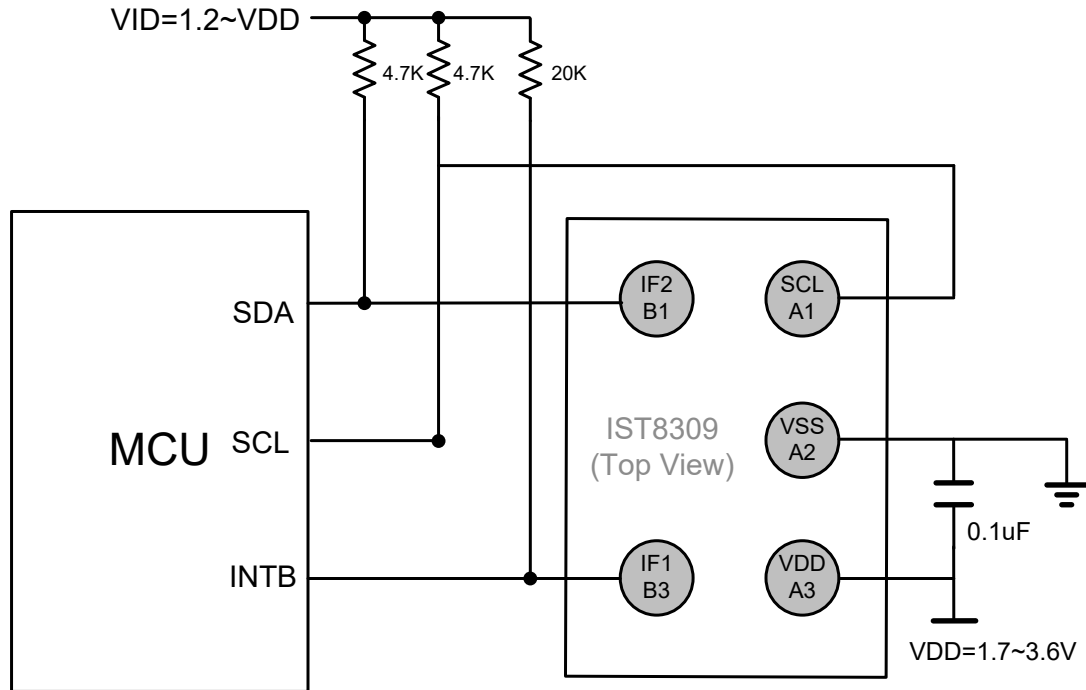 VID=1.2~VDD
4.7K
4.7K
20K
MCU
SDA
SCL
INTB
IF2
B1
SCL
A1
IST8309
(Top View)
VSS
A2
IF1
B3
VDD
A3
0.1uF
VDD=1.7~3.6V